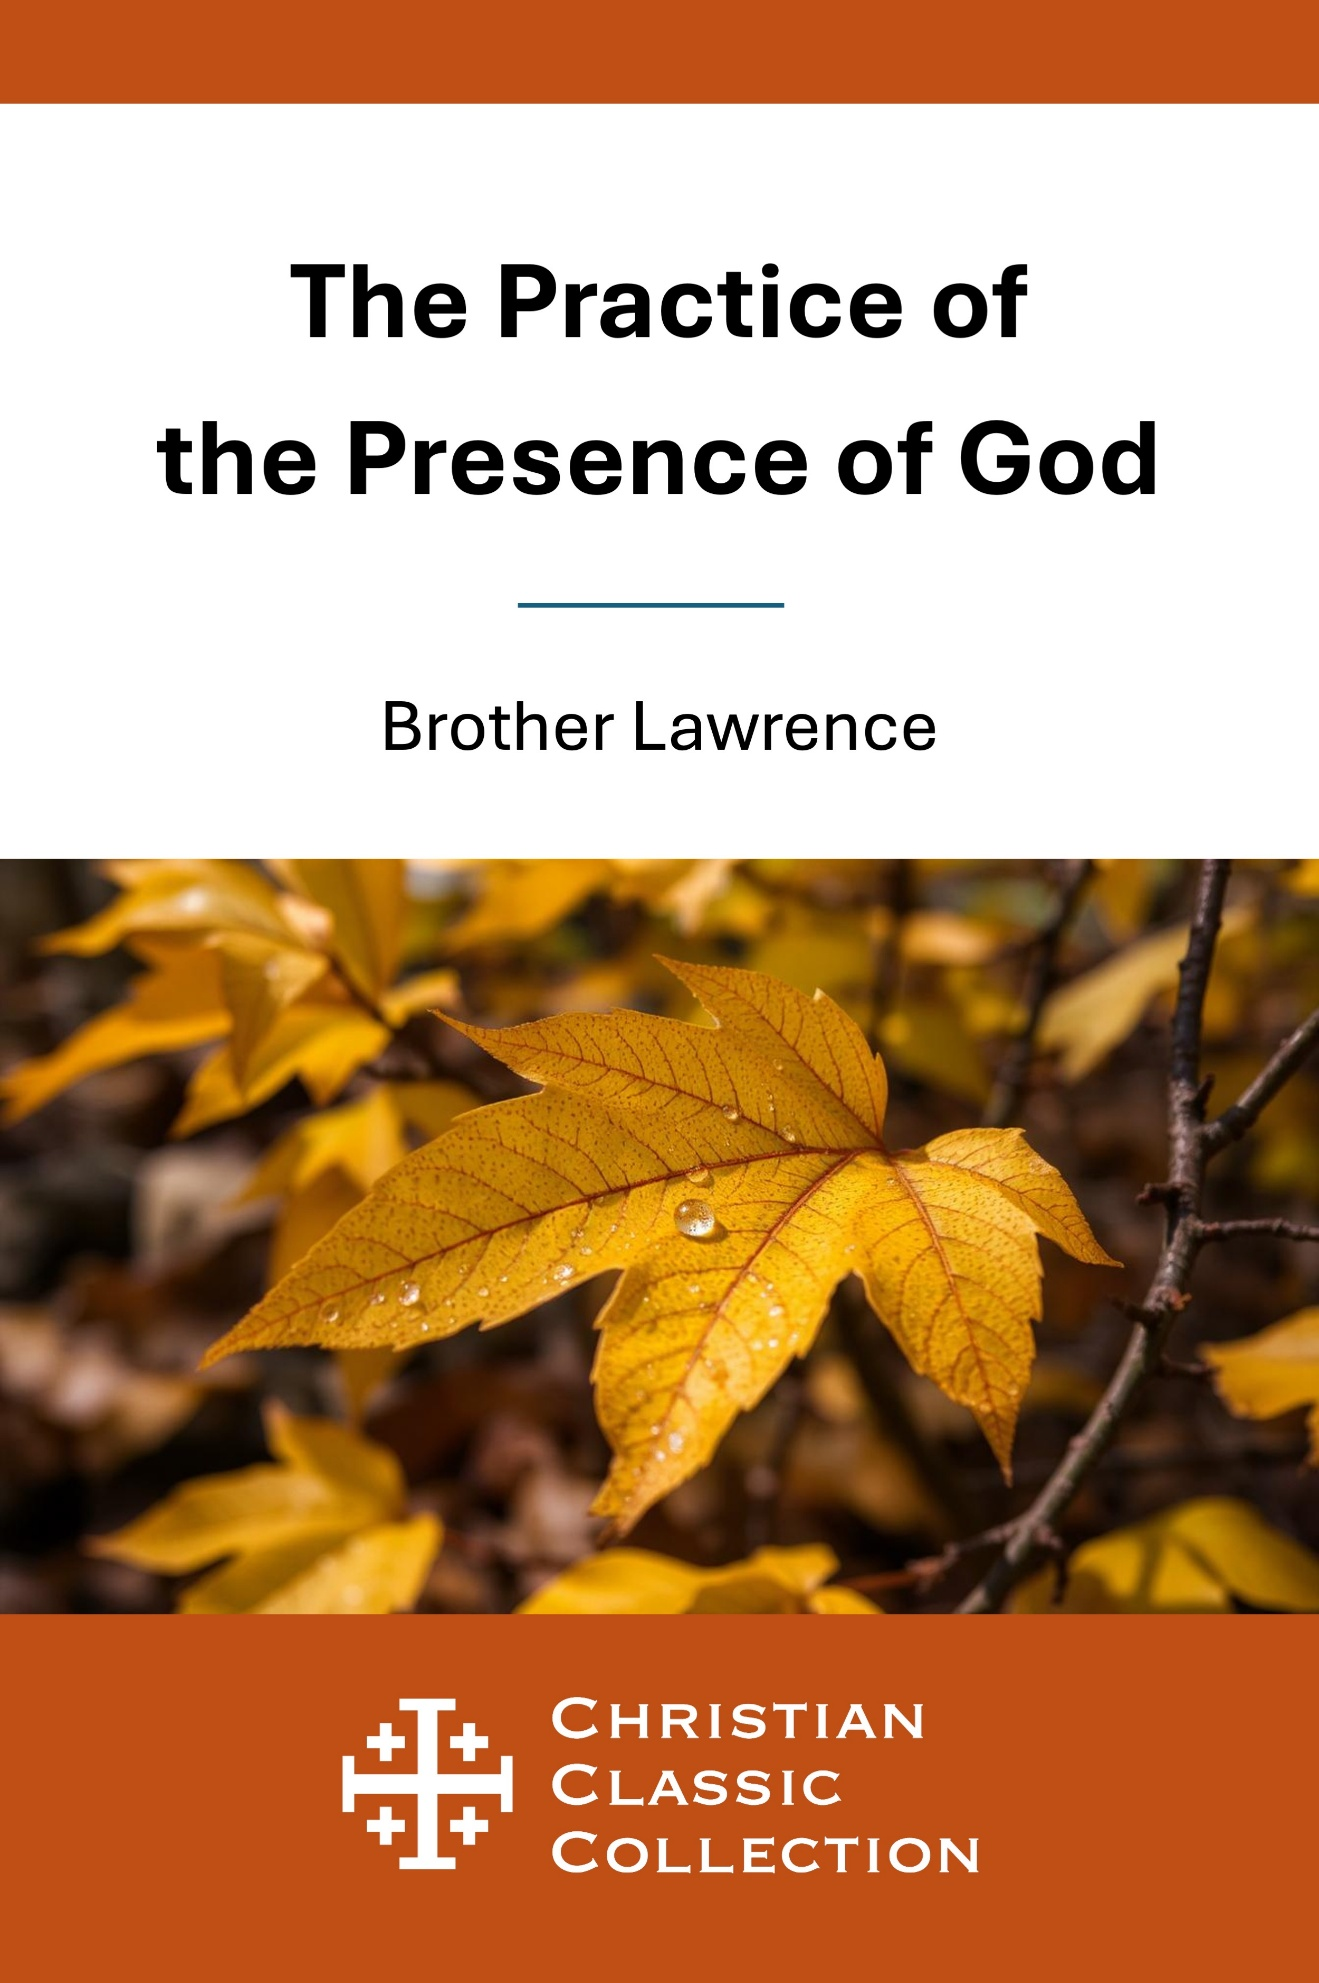 The Practice of
the Presence of God
Brother Lawrence
CHRISTIAN
CLASSIC
COLLECTION